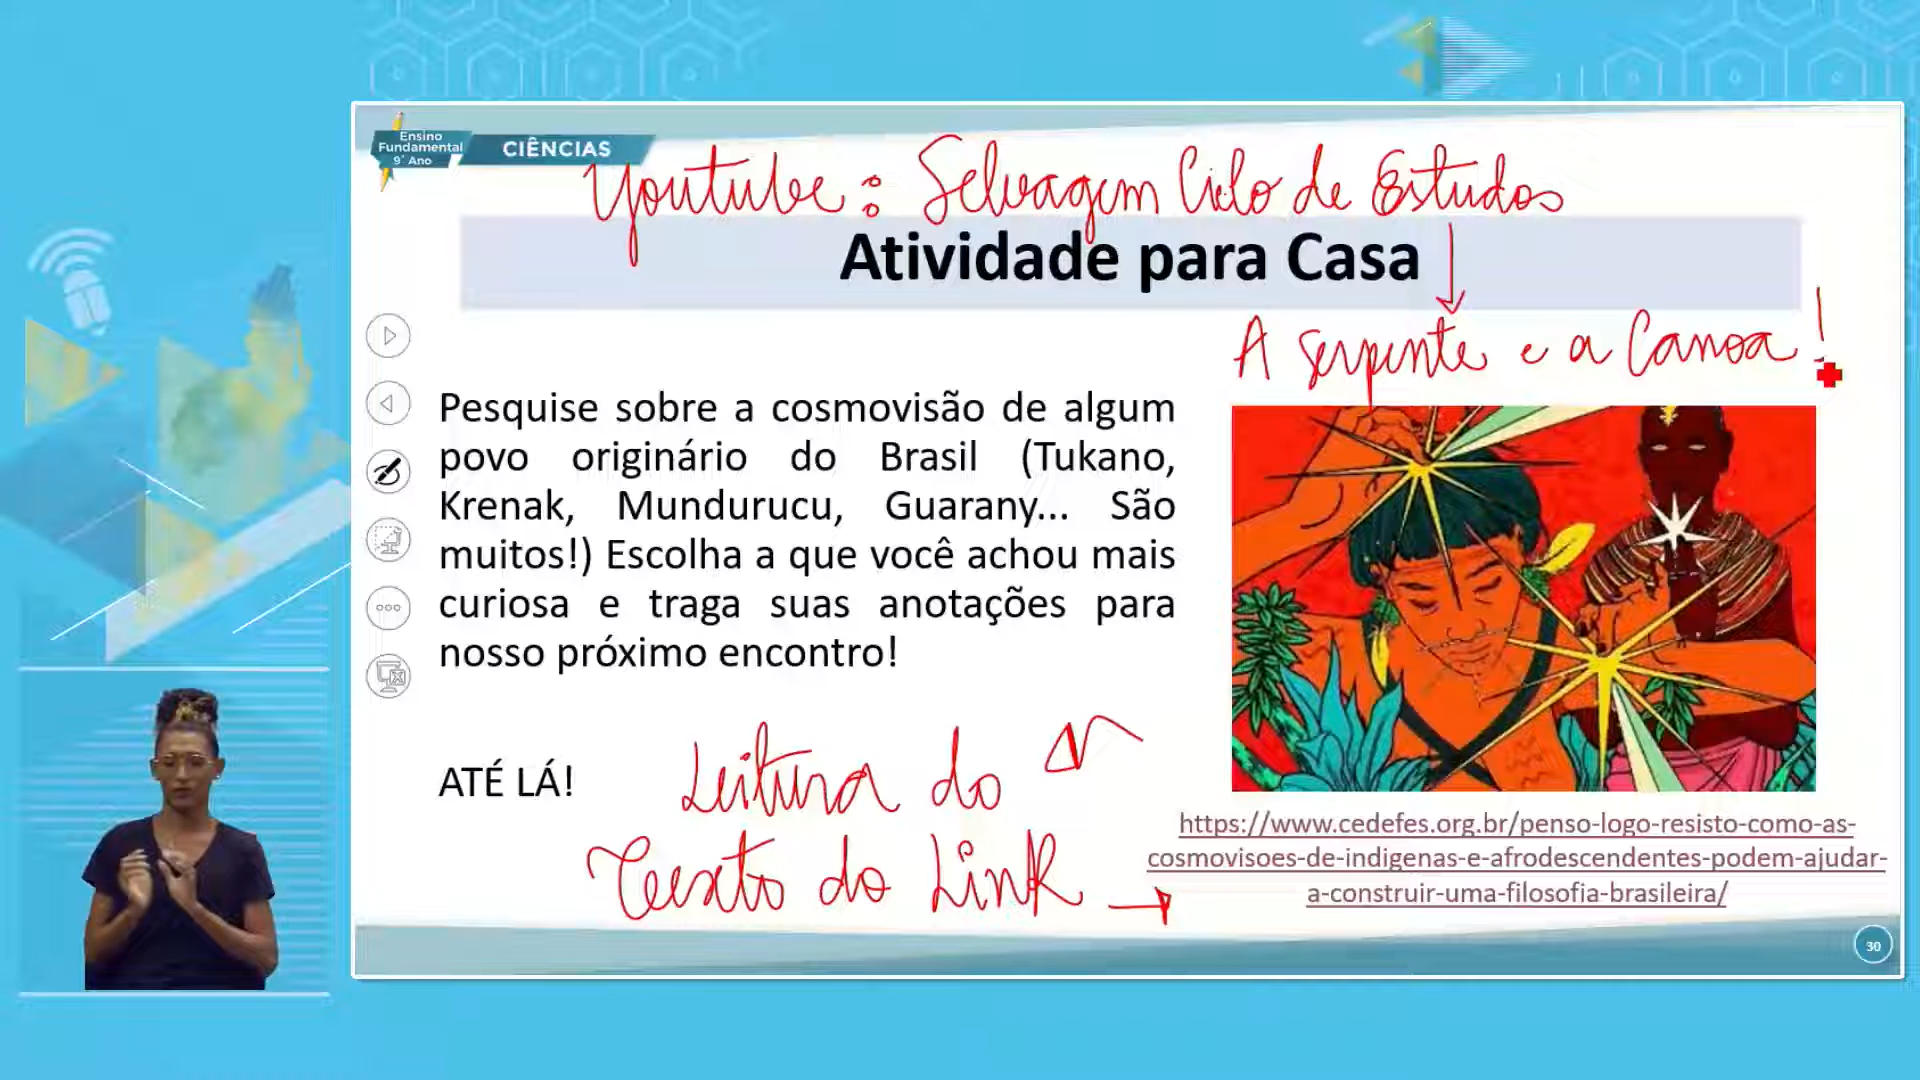 Ensino
Fundamental
9° Ano
CIÊNCIAS
Youtube: Selvagem Ciclo de Estudos
Atividade para Casa
A Serpente e a Canoa!
Pesquise sobre a cosmovisão de algum
povo originário do Brasil (Tukano,
Krenak, Mundurucu, Guarany... São
muitos!) Escolha a que você achou mais
curiosa e traga suas anotações para
nosso próximo encontro!
ATÉ LÁ!
Leitura do
Texto do Link
https://www.cedefes.org.br/penso-logo-resisto-como-as-
cosmovisoes-de-indigenas-e-afrodescendentes-podem-ajudar-
a-construir-uma-filosofia-brasileira/
30